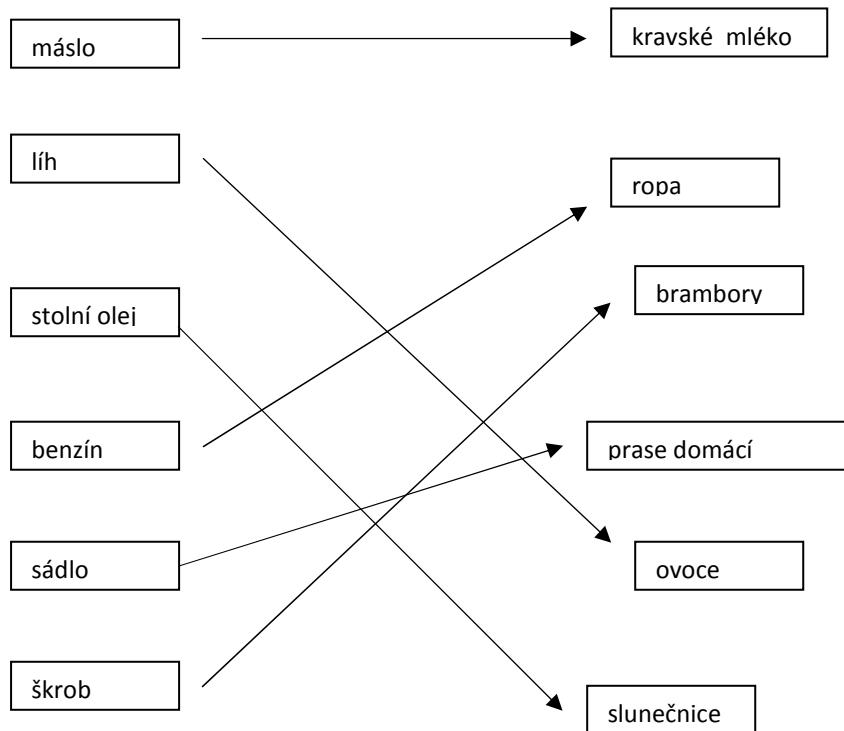 máslo
kravské mléko
líh
ropa
stolní olej
brambory
benzín
prase domácí
sádlo
ovoce
škrob
slunečnice